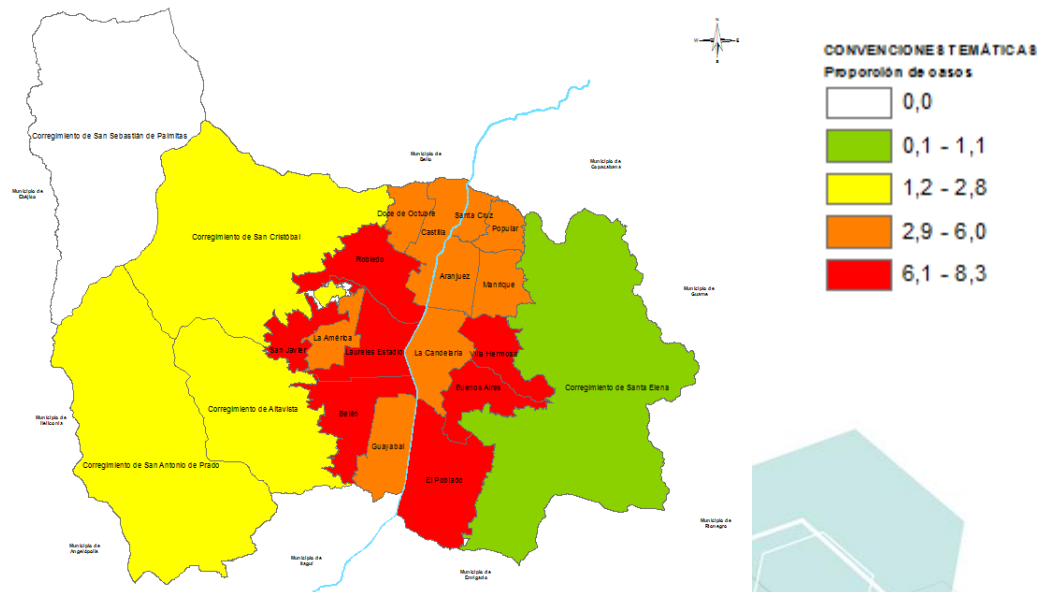 N
W
E
S
CONVENCIONES TEMÁTICAS
Proporción de casos
0,0
0,1 - 1,1
1,2 - 2,8
2,9 - 6,0
6,1 - 8,3
Corregimiento de San Sebastián de Palmitas
Municipio de
Bello
Municipio de
Copacabana
Municipio de
Ebéjico
Doce de Octubre
Santa Cruz
Castilla
Popular
Corregimiento de San Cristóbal
Robledo
Aranjuez
Manrique
Municipio de
Guarne
La América
San Javier
Laureles Estadio
La Candelaria
Villa Hermosa
Buenos Aires
Corregimiento de Santa Elena
Corregimiento de Altavista
Belén
Municipio de
Heliconia
Guayabal
Corregimiento de San Antonio de Prado
El Poblado
Municipio de
Rionegro
Municipio de
Angelópolis
Municipio de
Itagüí
Municipio de
Envigado